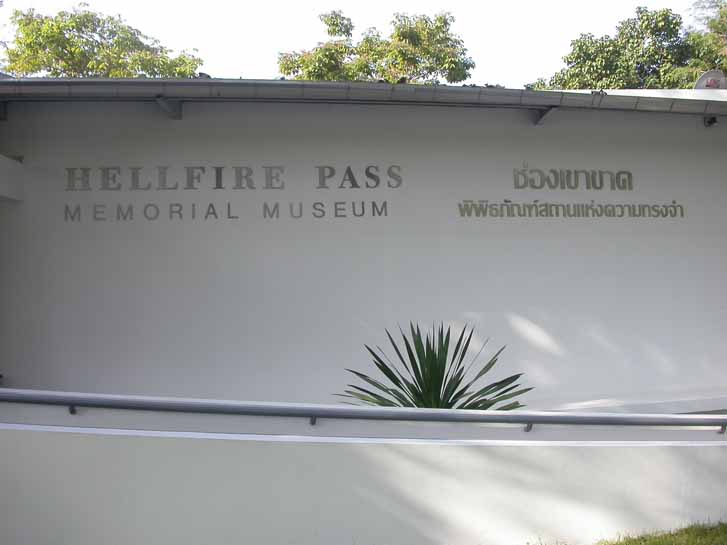 HELLFIRE PASS
MEMORIAL MUSEUM
ช่องเขาขาด
พิพิธภัณฑ์สถานแห่งความทรงจำ